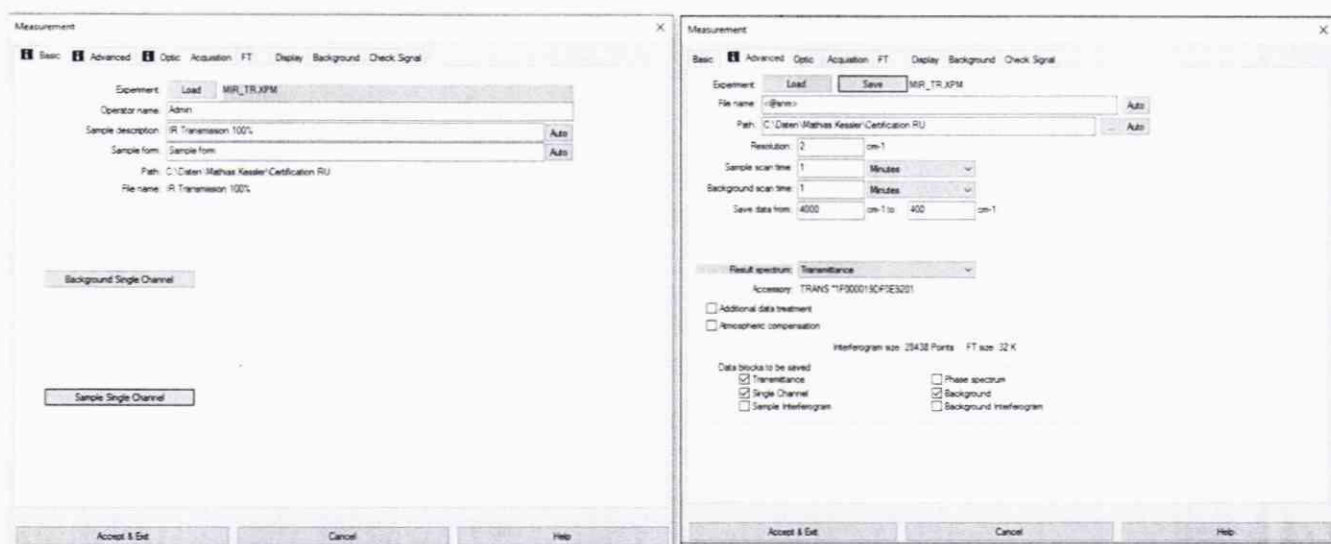 Measurement
Basic Advanced Optic Acquisition FT Display Background Check Signal
Experiment: Load MIR_TR.XPM
Operator name: Admin
Sample description: IR Transmission 100% Auto
Sample form: Sample form Auto
Path: C:\Daten\Mathias Kessler\Certification RU
File name: IR Transmission 100%
Background Single Channel
Sample Single Channel
Accept & Exit Cancel Help
Measurement
Basic Advanced Optic Acquisition FT Display Background Check Signal
Experiment: Load Save MIR_TR.XPM
File name: <@snm> Auto
Path: C:\Daten\Mathias Kessler\Certification RU ... Auto
Resolution: 2 cm-1
Sample scan time: 1 Minutes
Background scan time: 1 Minutes
Save data from: 4000 cm-1 to 400 cm-1
Result spectrum: Transmittance
Accessory: TRANS
Additional data treatment
Atmospheric compensation
Interferogram size: 28438 Points FT size: 32 K
Data blocks to be saved
Transmittance Phase spectrum
Single Channel Background
Sample Interferogram Background Interferogram
Accept & Exit Cancel Help